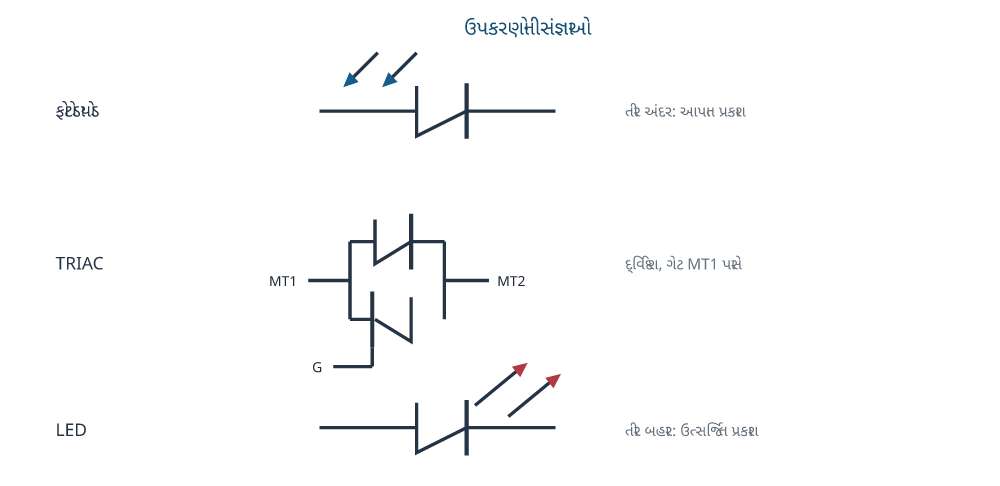 ઉપકરણોની સંજ્ઞાઓ
ફોટોડાયોડ
તીર અંદર: આપાત પ્રકાશ
TRIAC
MT1
MT2
દ્વિદિશ, ગેટ MT1 પાસે
G
LED
તીર બહાર: ઉત્સર્જિત પ્રકાશ